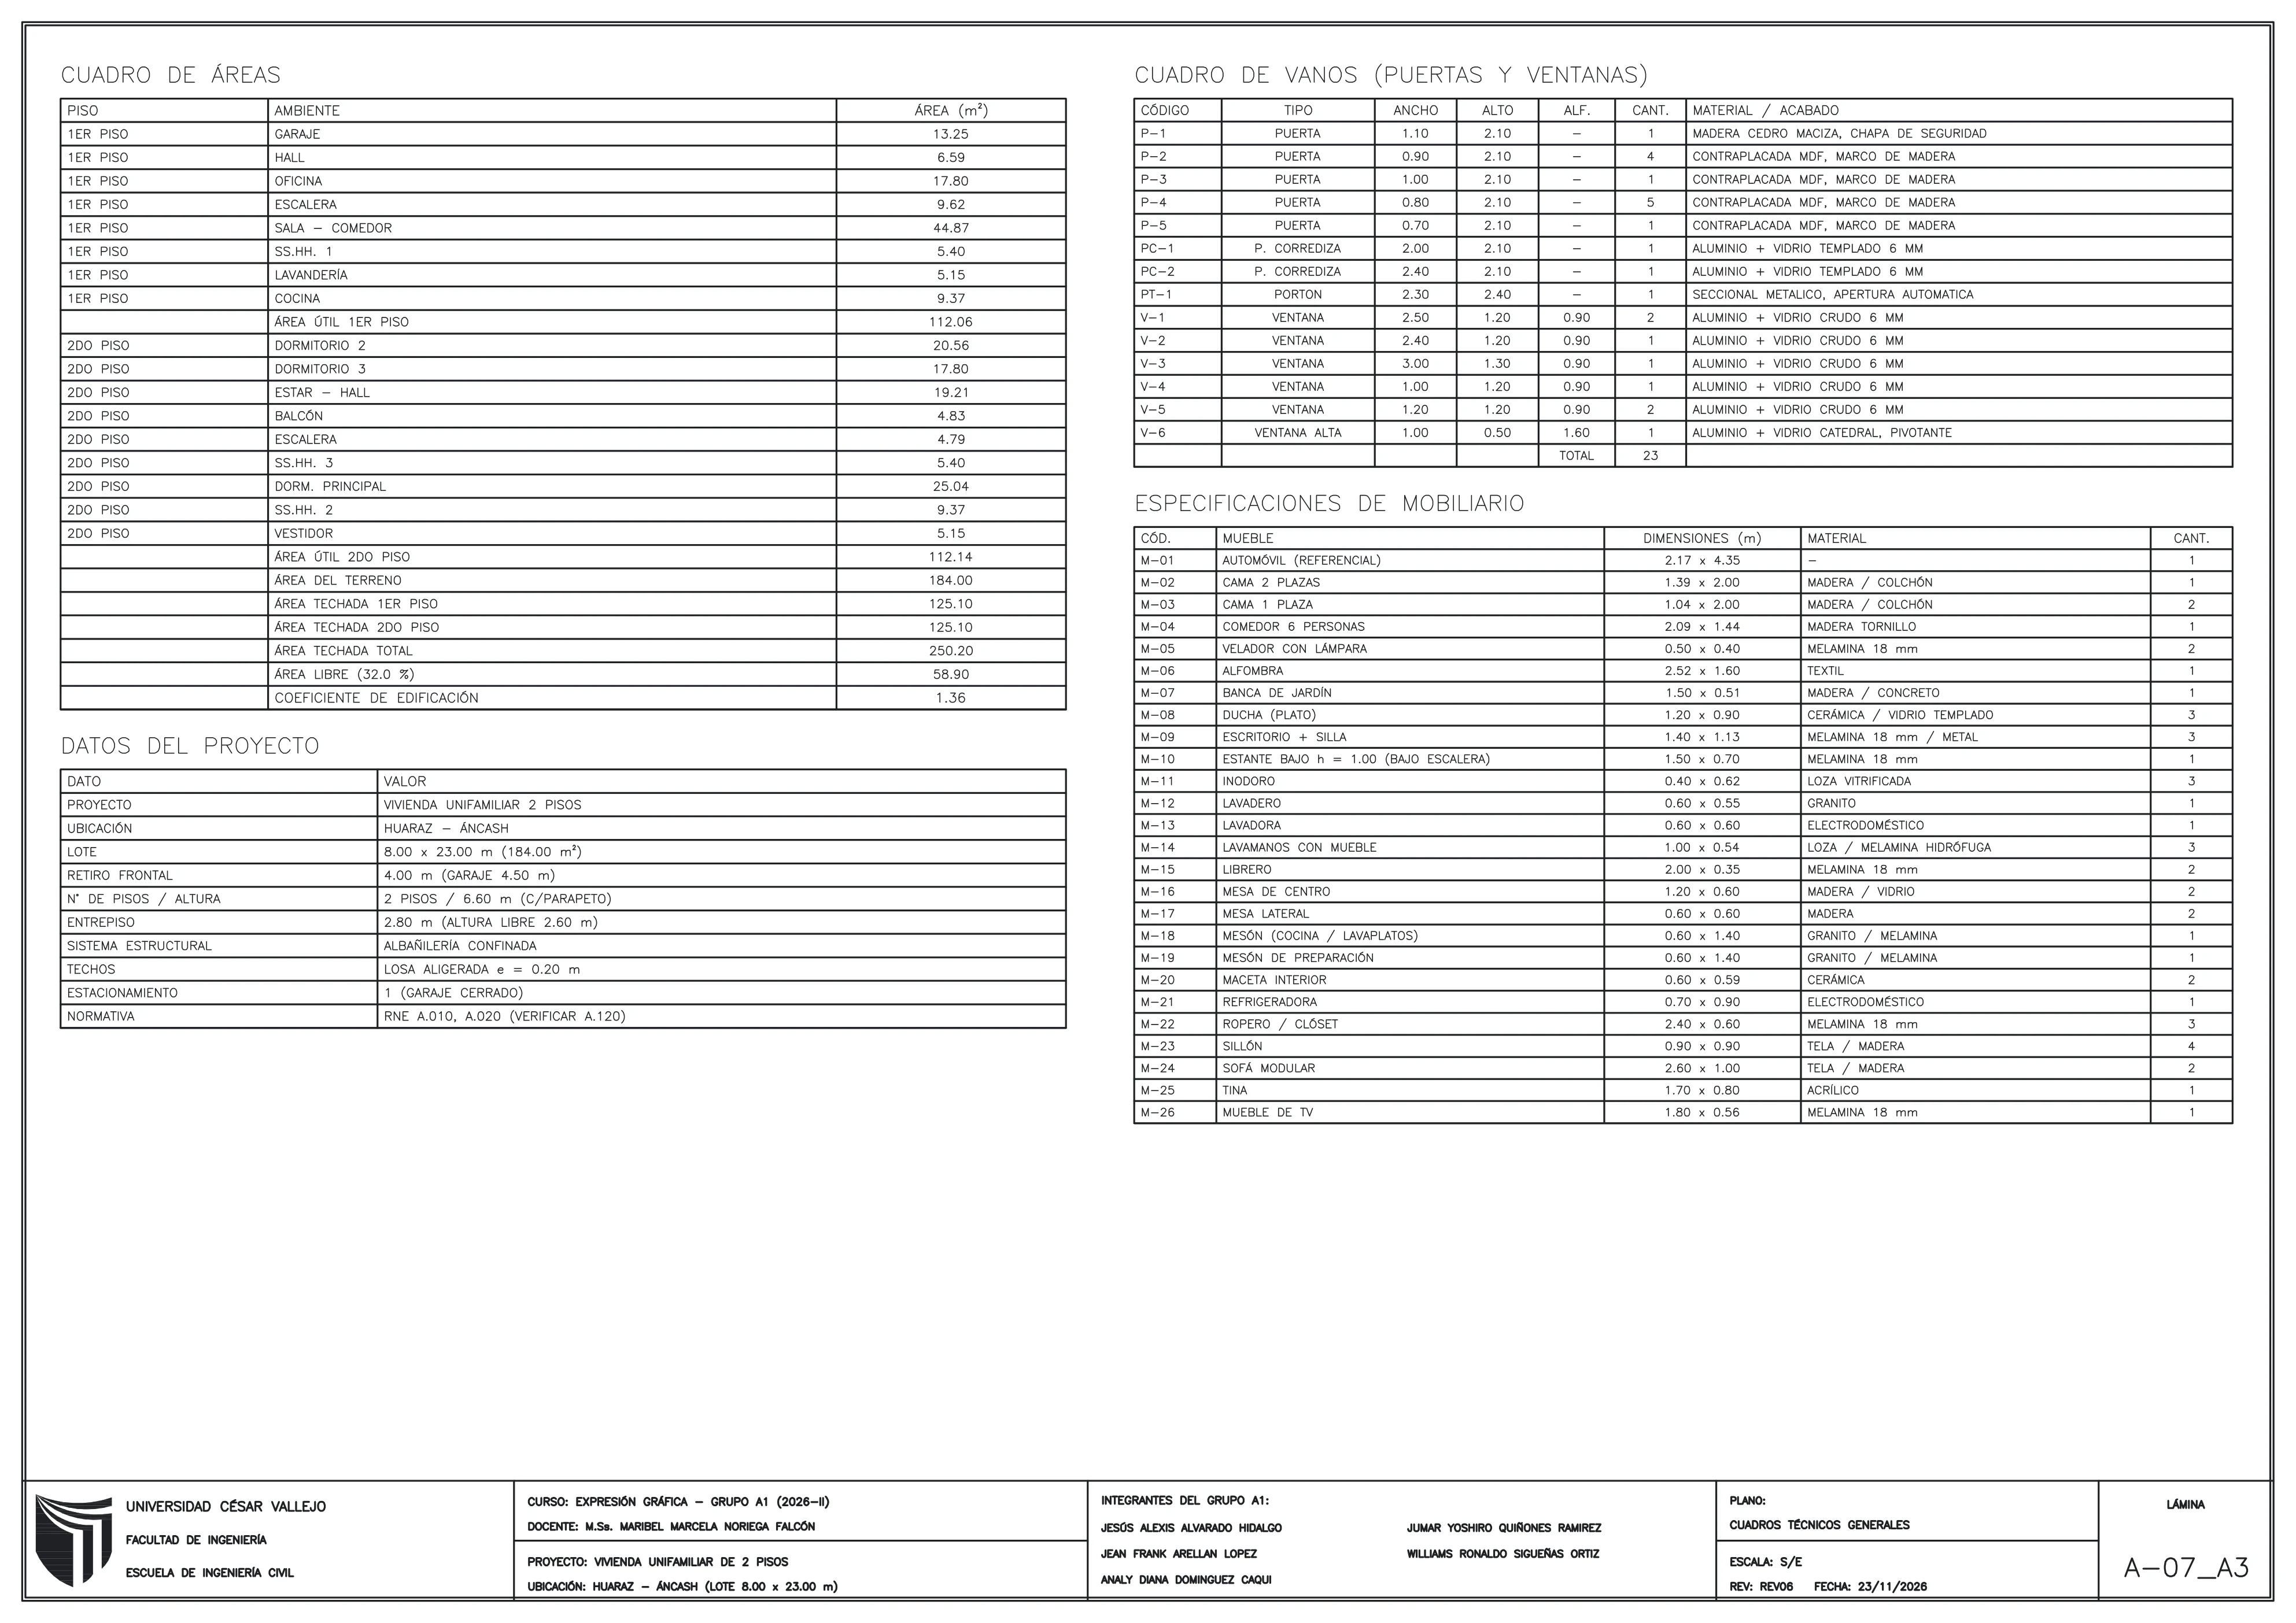 CUADRO DE ÁREAS
PISO AMBIENTE ÁREA (m²)
1ER PISO GARAJE 13.25
1ER PISO HALL 6.59
1ER PISO OFICINA 17.80
1ER PISO ESCALERA 9.62
1ER PISO SALA – COMEDOR 44.87
1ER PISO SS.HH. 1 5.40
1ER PISO LAVANDERÍA 5.15
1ER PISO COCINA 9.37
ÁREA ÚTIL 1ER PISO 112.06
2DO PISO DORMITORIO 2 20.56
2DO PISO DORMITORIO 3 17.80
2DO PISO ESTAR – HALL 19.21
2DO PISO BALCÓN 4.83
2DO PISO ESCALERA 4.79
2DO PISO SS.HH. 3 5.40
2DO PISO DORM. PRINCIPAL 25.04
2DO PISO SS.HH. 2 9.37
2DO PISO VESTIDOR 5.15
ÁREA ÚTIL 2DO PISO 112.14
ÁREA DEL TERRENO 184.00
ÁREA TECHADA 1ER PISO 125.10
ÁREA TECHADA 2DO PISO 125.10
ÁREA TECHADA TOTAL 250.20
ÁREA LIBRE (32.0 %) 58.90
COEFICIENTE DE EDIFICACIÓN 1.36
DATOS DEL PROYECTO
DATO VALOR
PROYECTO VIVIENDA UNIFAMILIAR 2 PISOS
UBICACIÓN HUARAZ – ÁNCASH
LOTE 8.00 x 23.00 m (184.00 m²)
RETIRO FRONTAL 4.00 m (GARAJE 4.50 m)
N° DE PISOS / ALTURA 2 PISOS / 6.60 m (C/PARAPETO)
ENTREPISO 2.80 m (ALTURA LIBRE 2.60 m)
SISTEMA ESTRUCTURAL ALBAÑILERÍA CONFINADA
TECHOS LOSA ALIGERADA e = 0.20 m
ESTACIONAMIENTO 1 (GARAJE CERRADO)
NORMATIVA RNE A.010, A.020 (VERIFICAR A.120)
CUADRO DE VANOS (PUERTAS Y VENTANAS)
CÓDIGO TIPO ANCHO ALTO ALF. CANT. MATERIAL / ACABADO
P–1 PUERTA 1.10 2.10 – 1 MADERA CEDRO MACIZA, CHAPA DE SEGURIDAD
P–2 PUERTA 0.90 2.10 – 4 CONTRAPLACADA MDF, MARCO DE MADERA
P–3 PUERTA 1.00 2.10 – 1 CONTRAPLACADA MDF, MARCO DE MADERA
P–4 PUERTA 0.80 2.10 – 5 CONTRAPLACADA MDF, MARCO DE MADERA
P–5 PUERTA 0.70 2.10 – 1 CONTRAPLACADA MDF, MARCO DE MADERA
PC–1 P. CORREDIZA 2.00 2.10 – 1 ALUMINIO + VIDRIO TEMPLADO 6 MM
PC–2 P. CORREDIZA 2.40 2.10 – 1 ALUMINIO + VIDRIO TEMPLADO 6 MM
PT–1 PORTON 2.30 2.40 – 1 SECCIONAL METALICO, APERTURA AUTOMATICA
V–1 VENTANA 2.50 1.20 0.90 2 ALUMINIO + VIDRIO CRUDO 6 MM
V–2 VENTANA 2.40 1.20 0.90 1 ALUMINIO + VIDRIO CRUDO 6 MM
V–3 VENTANA 3.00 1.30 0.90 1 ALUMINIO + VIDRIO CRUDO 6 MM
V–4 VENTANA 1.00 1.20 0.90 1 ALUMINIO + VIDRIO CRUDO 6 MM
V–5 VENTANA 1.20 1.20 0.90 2 ALUMINIO + VIDRIO CRUDO 6 MM
V–6 VENTANA ALTA 1.00 0.50 1.60 1 ALUMINIO + VIDRIO CATEDRAL, PIVOTANTE
TOTAL 23
ESPECIFICACIONES DE MOBILIARIO
CÓD. MUEBLE DIMENSIONES (m) MATERIAL CANT.
M–01 AUTOMÓVIL (REFERENCIAL) 2.17 x 4.35 – 1
M–02 CAMA 2 PLAZAS 1.39 x 2.00 MADERA / COLCHÓN 1
M–03 CAMA 1 PLAZA 1.04 x 2.00 MADERA / COLCHÓN 2
M–04 COMEDOR 6 PERSONAS 2.09 x 1.44 MADERA TORNILLO 1
M–05 VELADOR CON LÁMPARA 0.50 x 0.40 MELAMINA 18 mm 2
M–06 ALFOMBRA 2.52 x 1.60 TEXTIL 1
M–07 BANCA DE JARDÍN 1.50 x 0.51 MADERA / CONCRETO 1
M–08 DUCHA (PLATO) 1.20 x 0.90 CERÁMICA / VIDRIO TEMPLADO 3
M–09 ESCRITORIO + SILLA 1.40 x 1.13 MELAMINA 18 mm / METAL 3
M–10 ESTANTE BAJO h = 1.00 (BAJO ESCALERA) 1.50 x 0.70 MELAMINA 18 mm 1
M–11 INODORO 0.40 x 0.62 LOZA VITRIFICADA 3
M–12 LAVADERO 0.60 x 0.55 GRANITO 1
M–13 LAVADORA 0.60 x 0.60 ELECTRODOMÉSTICO 1
M–14 LAVAMANOS CON MUEBLE 1.00 x 0.54 LOZA / MELAMINA HIDRÓFUGA 3
M–15 LIBRERO 2.00 x 0.35 MELAMINA 18 mm 2
M–16 MESA DE CENTRO 1.20 x 0.60 MADERA / VIDRIO 2
M–17 MESA LATERAL 0.60 x 0.60 MADERA 2
M–18 MESÓN (COCINA / LAVAPLATOS) 0.60 x 1.40 GRANITO / MELAMINA 1
M–19 MESÓN DE PREPARACIÓN 0.60 x 1.40 GRANITO / MELAMINA 1
M–20 MACETA INTERIOR 0.60 x 0.59 CERÁMICA 2
M–21 REFRIGERADORA 0.70 x 0.90 ELECTRODOMÉSTICO 1
M–22 ROPERO / CLÓSET 2.40 x 0.60 MELAMINA 18 mm 3
M–23 SILLÓN 0.90 x 0.90 TELA / MADERA 4
M–24 SOFÁ MODULAR 2.60 x 1.00 TELA / MADERA 2
M–25 TINA 1.70 x 0.80 ACRÍLICO 1
M–26 MUEBLE DE TV 1.80 x 0.56 MELAMINA 18 mm 1
UNIVERSIDAD CÉSAR VALLEJO
FACULTAD DE INGENIERÍA
ESCUELA DE INGENIERÍA CIVIL
CURSO: EXPRESIÓN GRÁFICA – GRUPO A1 (2026–II)
DOCENTE: M.Ss. MARIBEL MARCELA NORIEGA FALCÓN
PROYECTO: VIVIENDA UNIFAMILIAR DE 2 PISOS
UBICACIÓN: HUARAZ – ÁNCASH (LOTE 8.00 x 23.00 m)
INTEGRANTES DEL GRUPO A1:
JESÚS ALEXIS ALVARADO HIDALGO JUMAR YOSHIRO QUIÑONES RAMIREZ
JEAN FRANK ARELLAN LOPEZ WILLIAMS RONALDO SIGUEÑAS ORTIZ
ANALY DIANA DOMINGUEZ CAQUI
PLANO:
CUADROS TÉCNICOS GENERALES
ESCALA: S/E
REV: REV06 FECHA: 23/11/2026
LÁMINA
A–07_A3